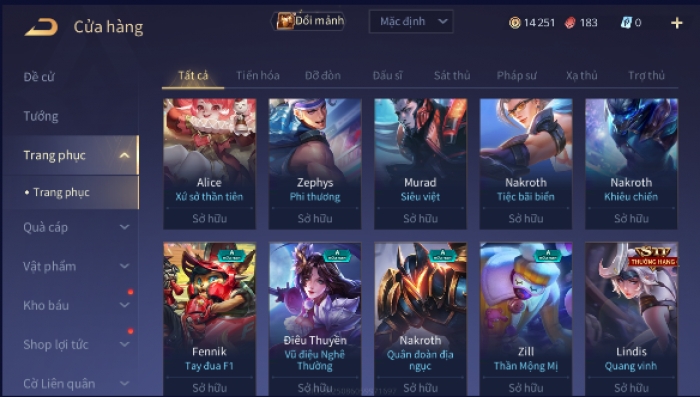 Cửa hàng
Đổi mảnh
Mặc định
14 251
183
0
Đề cử
Tướng
Trang phục
• Trang phục
Quà cáp
Vật phẩm
Kho báu
Shop lợi tức
Cờ Liên quân
Tất cả Tiến hóa Đỡ đòn Đấu sĩ Sát thủ Pháp sư Xạ thủ Trợ thủ
Alice
Xứ sở thần tiên
Sở hữu
Zephys
Phi thương
Sở hữu
Murad
Siêu việt
Sở hữu
Nakroth
Tiệc bãi biển
Sở hữu
Nakroth
Khiêu chiến
Sở hữu
Fennik
Tay đua F1
Sở hữu
Điêu Thuyền
Vũ điệu Nghê
Thường
Sở hữu
Nakroth
Quân đoàn địa
ngục
Sở hữu
Zill
Thần Mộng Mị
Sở hữu
THƯỢNG HẠNG
Lindis
Quang vinh
Sở hữu